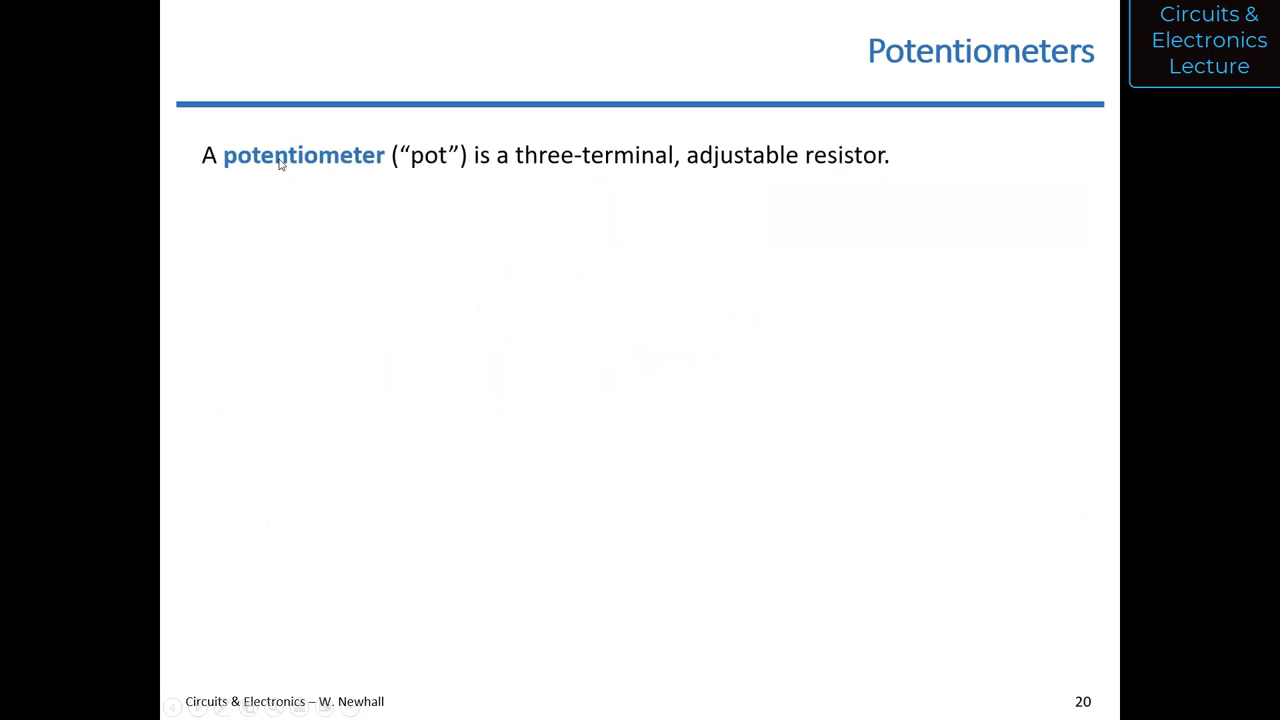 Circuits &
Electronics
Lecture
Potentiometers
A potentiometer (“pot”) is a three-terminal, adjustable resistor.
Circuits & Electronics – W. Newhall
20